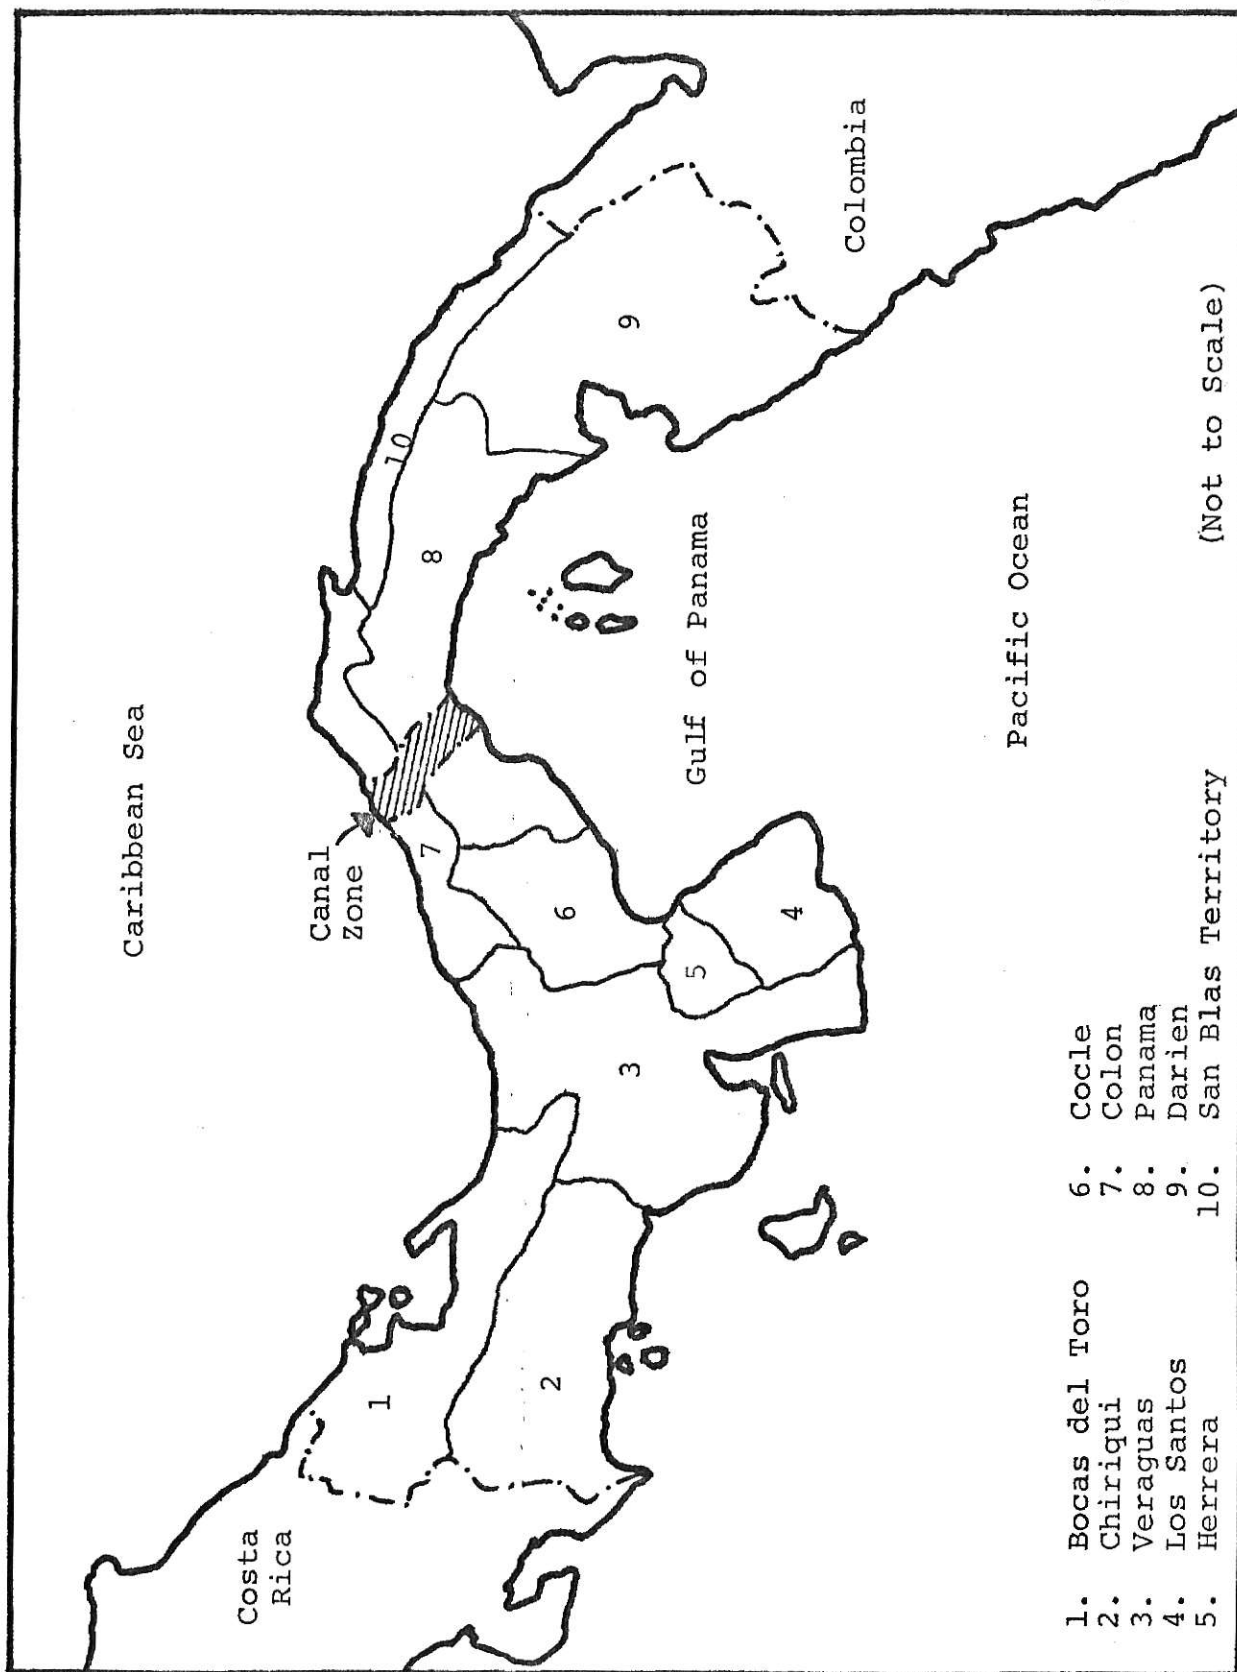 Caribbean Sea
Canal
Zone
Costa
Rica
Colombia
Gulf of Panama
Pacific Ocean
(Not to Scale)
1
2
3
4
5
6
7
8
9
10
1. Bocas del Toro
2. Chiriqui
3. Veraguas
4. Los Santos
5. Herrera
6. Cocle
7. Colon
8. Panama
9. Darien
10. San Blas Territory